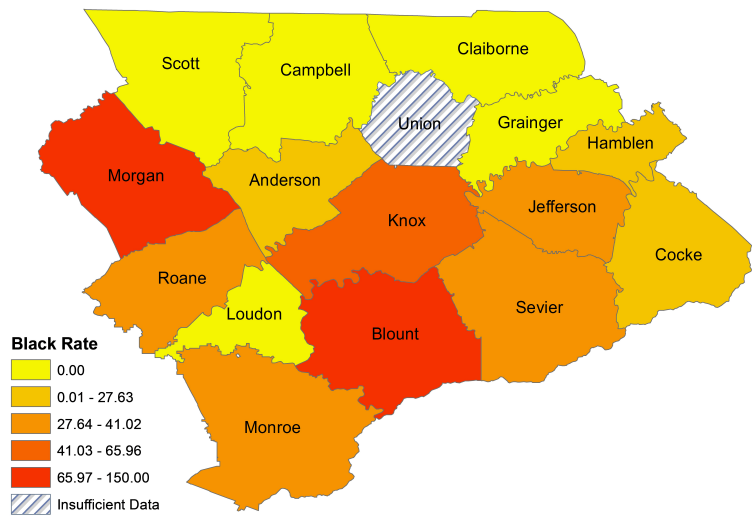 Scott
Campbell
Claiborne
Union
Grainger
Hamblen
Morgan
Anderson
Knox
Jefferson
Cocke
Roane
Loudon
Blount
Sevier
Monroe
Black Rate
0.00
0.01 - 27.63
27.64 - 41.02
41.03 - 65.96
65.97 - 150.00
Insufficient Data